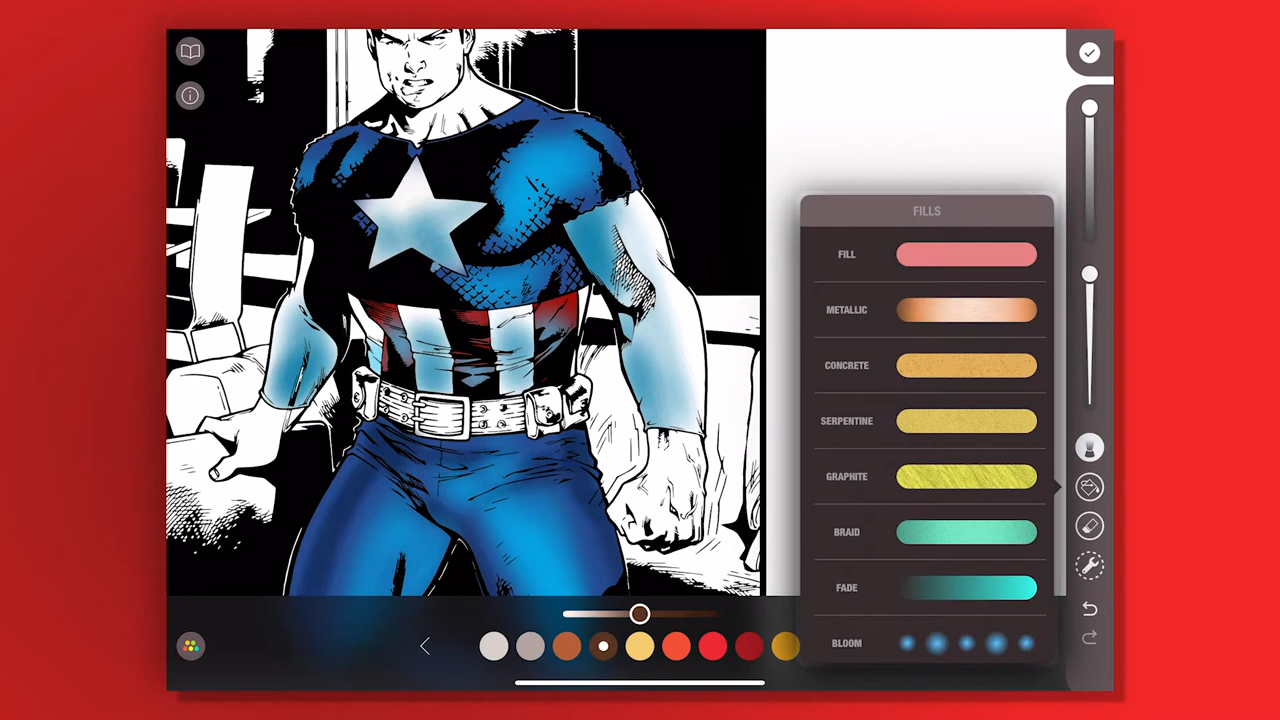 FILLS
FILL
METALLIC
CONCRETE
SERPENTINE
GRAPHITE
BRAID
FADE
BLOOM